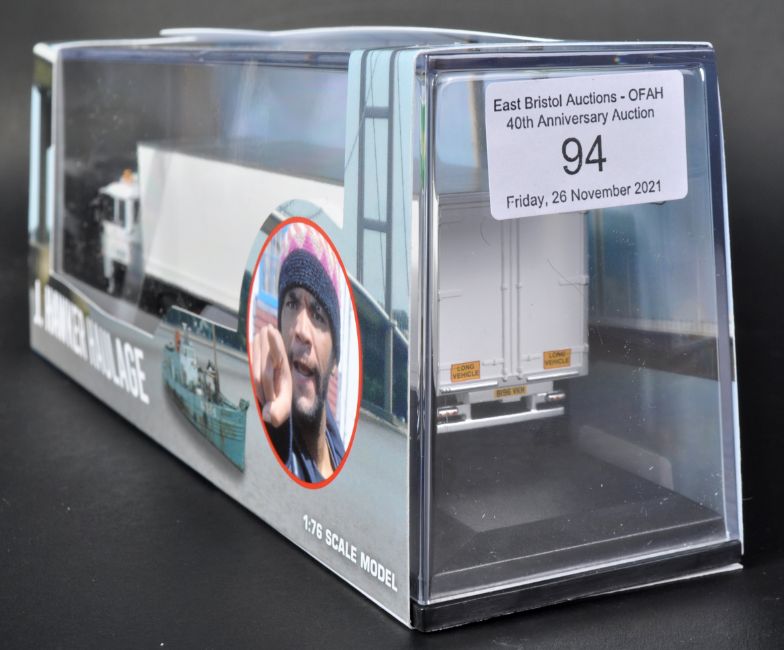 East Bristol Auctions - OFAH
40th Anniversary Auction
94
Friday, 26 November 2021
LONG
VEHICLE
LONG
VEHICLE
HAULAGE
1:76 SCALE MODEL